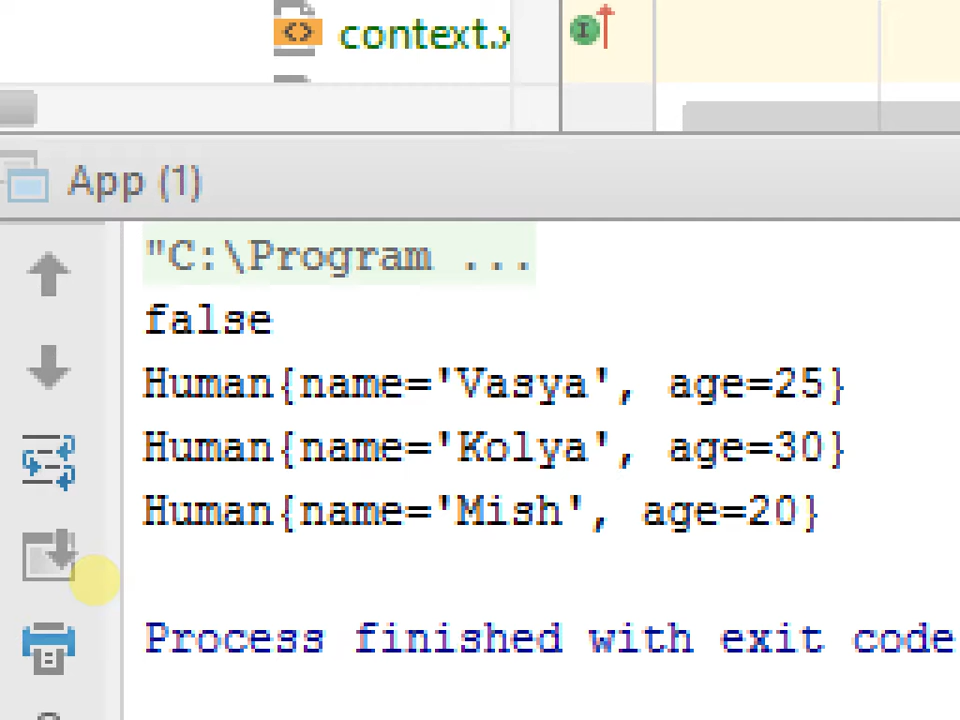 context.x
App (1)
"C:\Program ...
false
Human{name='Vasya', age=25}
Human{name='Kolya', age=30}
Human{name='Mish', age=20}
Process finished with exit code